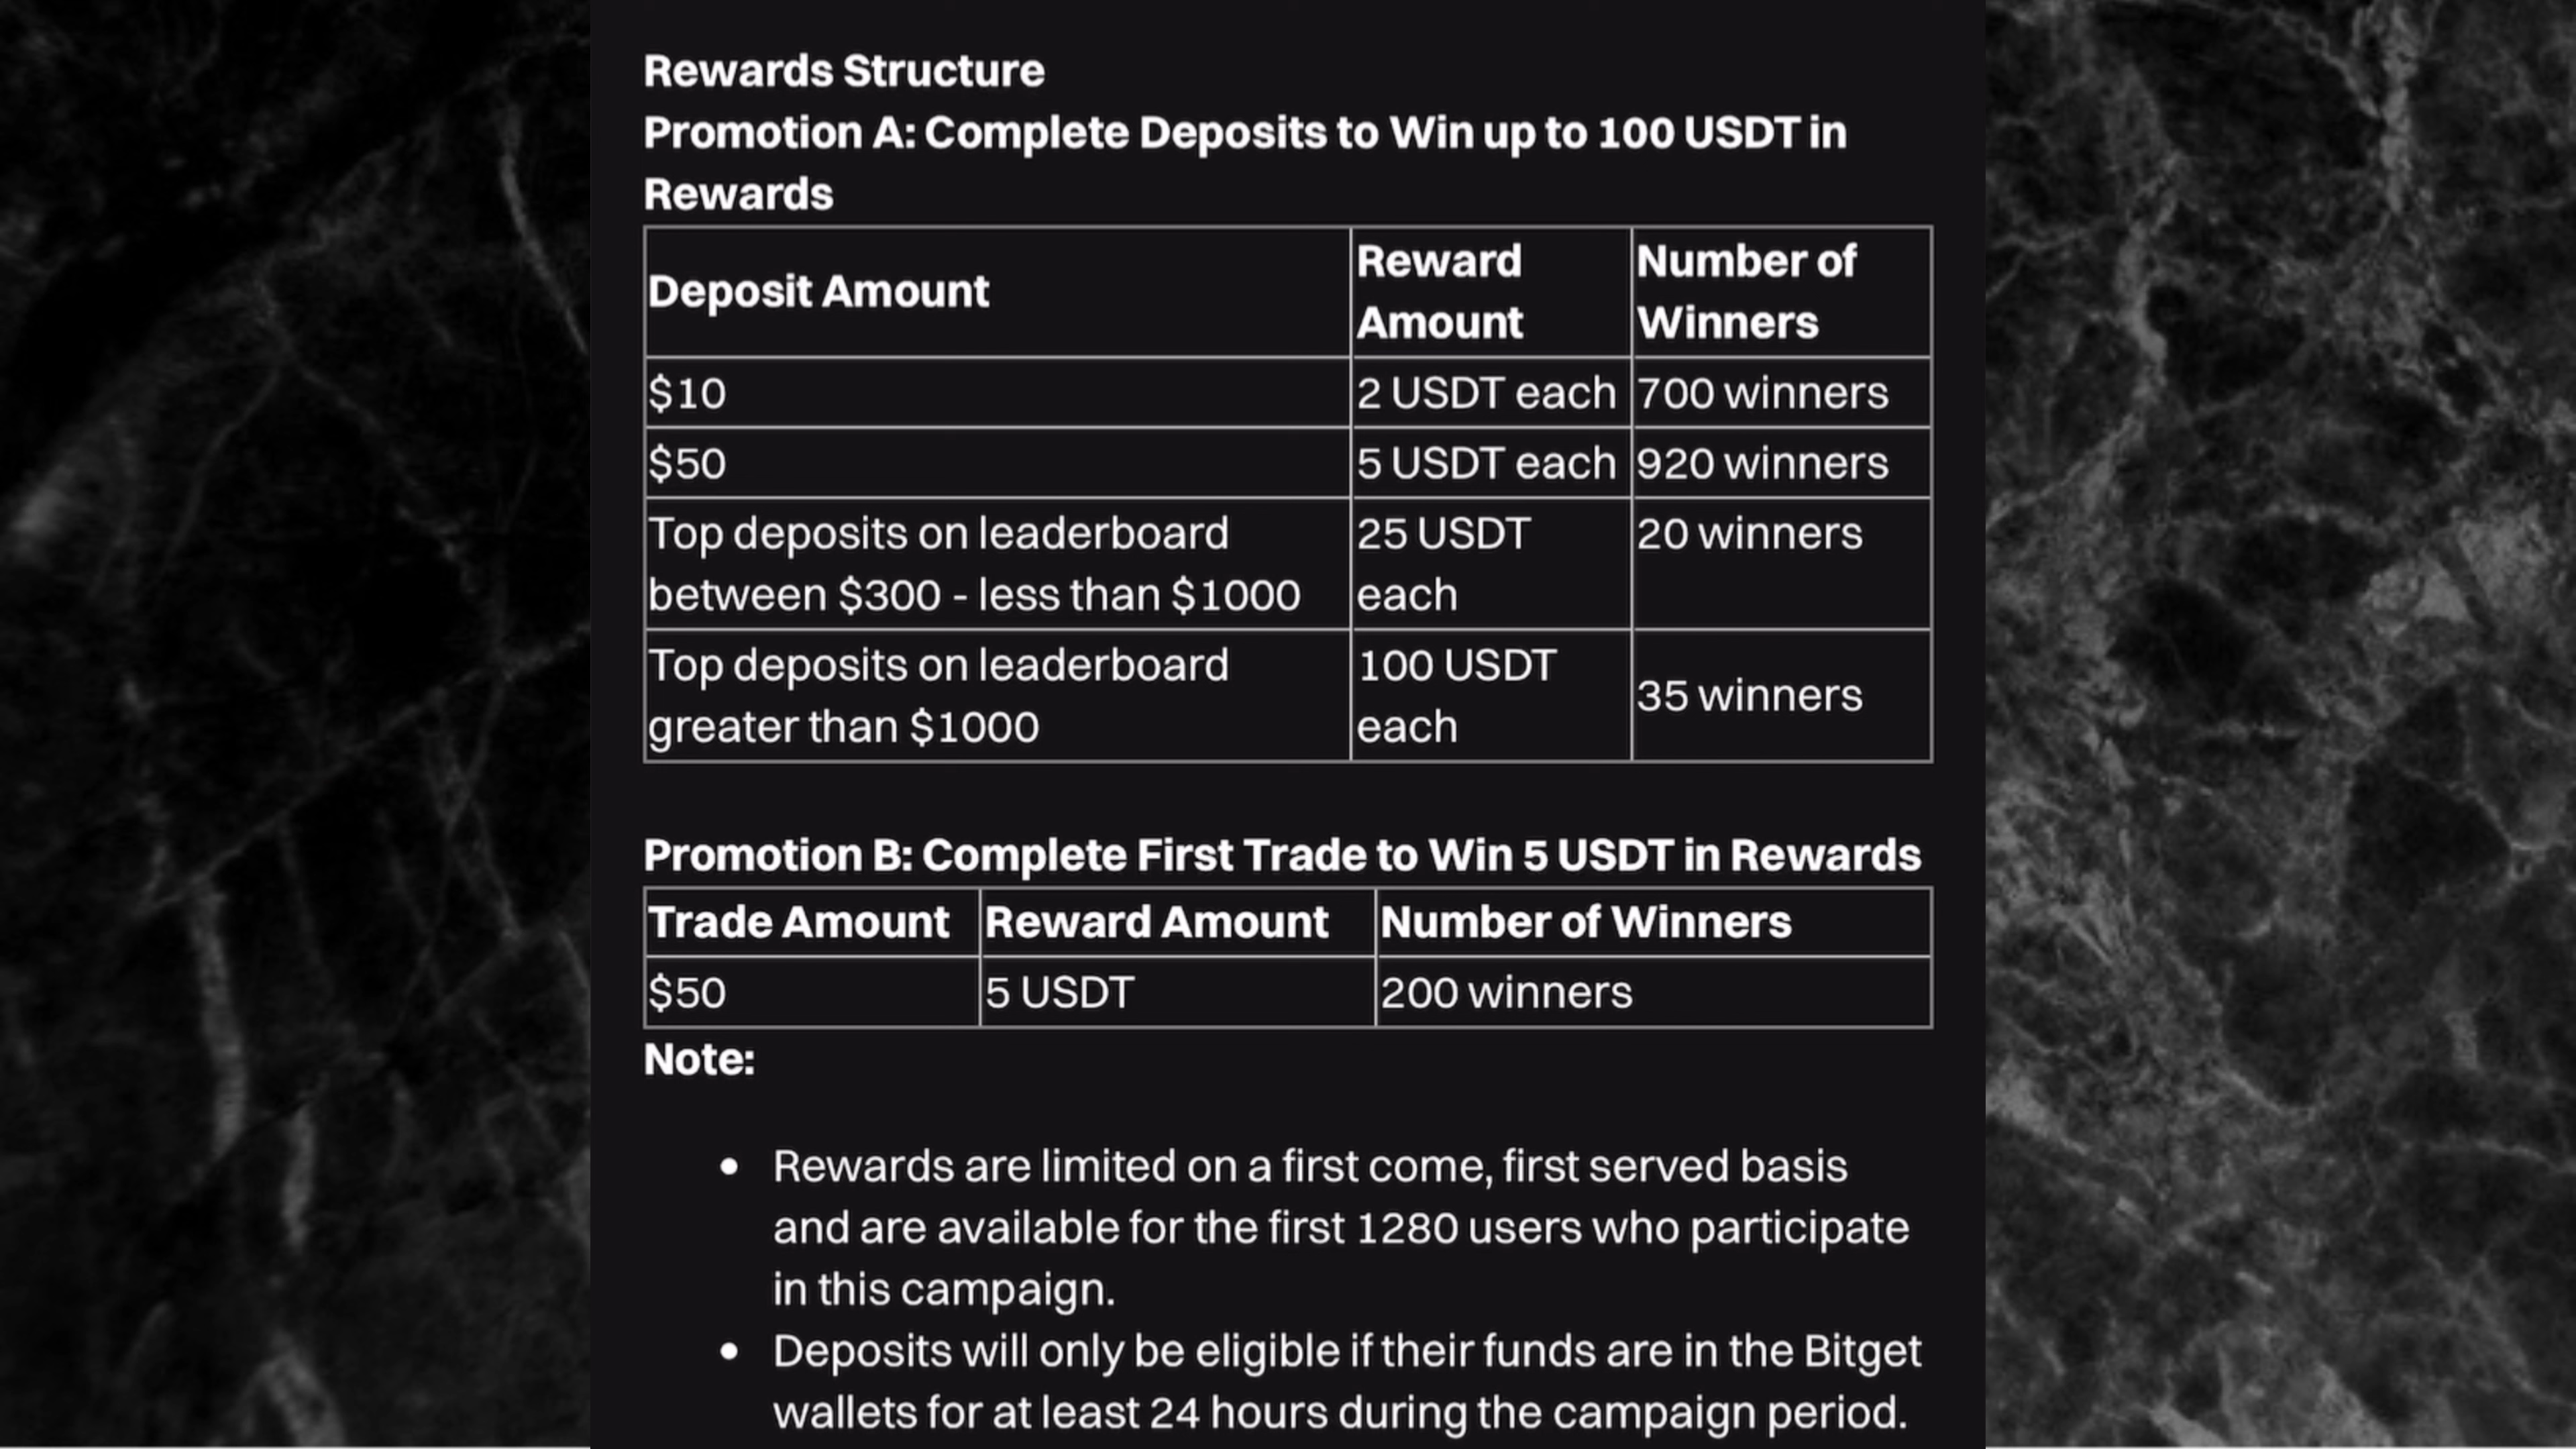 Rewards Structure
Promotion A: Complete Deposits to Win up to 100 USDT in
Rewards
Deposit Amount
Reward
Amount
Number of
Winners
$10
2 USDT each
700 winners
$50
5 USDT each
920 winners
Top deposits on leaderboard
between $300 - less than $1000
25 USDT
each
20 winners
Top deposits on leaderboard
greater than $1000
100 USDT
each
35 winners
Promotion B: Complete First Trade to Win 5 USDT in Rewards
Trade Amount
Reward Amount
Number of Winners
$50
5 USDT
200 winners
Note:
• Rewards are limited on a first come, first served basis
and are available for the first 1280 users who participate
in this campaign.
• Deposits will only be eligible if their funds are in the Bitget
wallets for at least 24 hours during the campaign period.